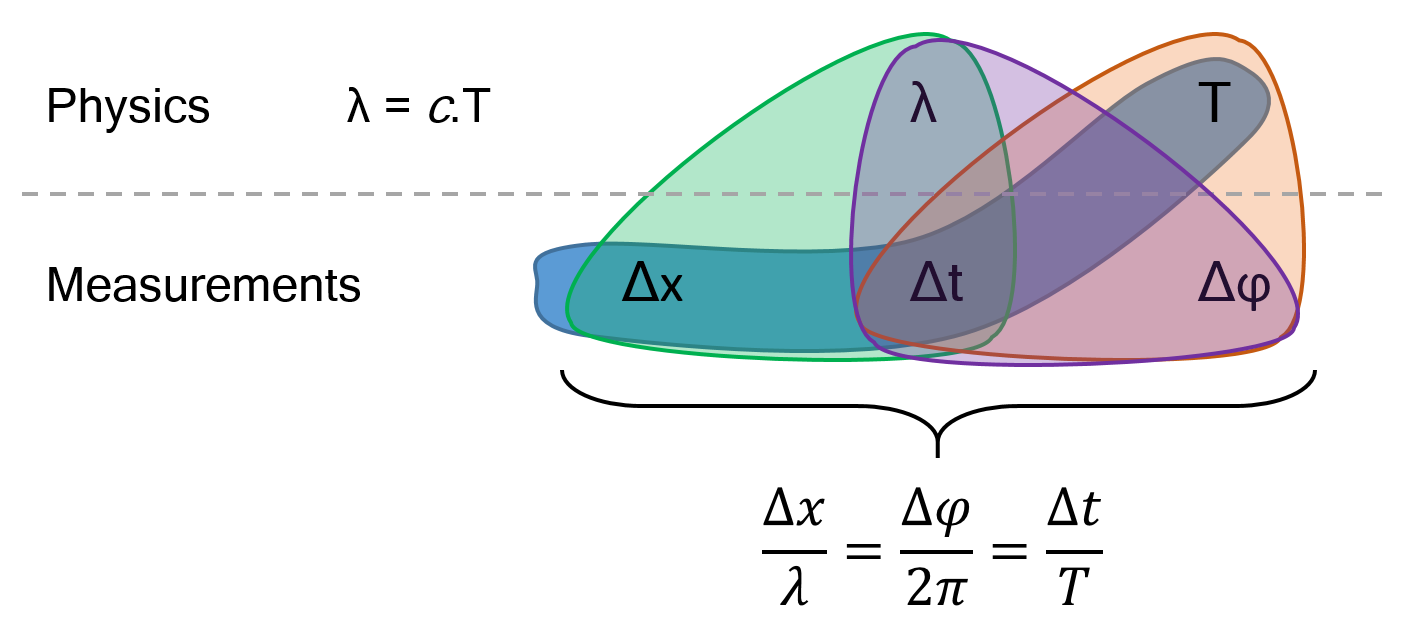 Physics λ = c.T λ T
Measurements Δx Δt Δφ
Δx/λ = Δφ/2π = Δt/T